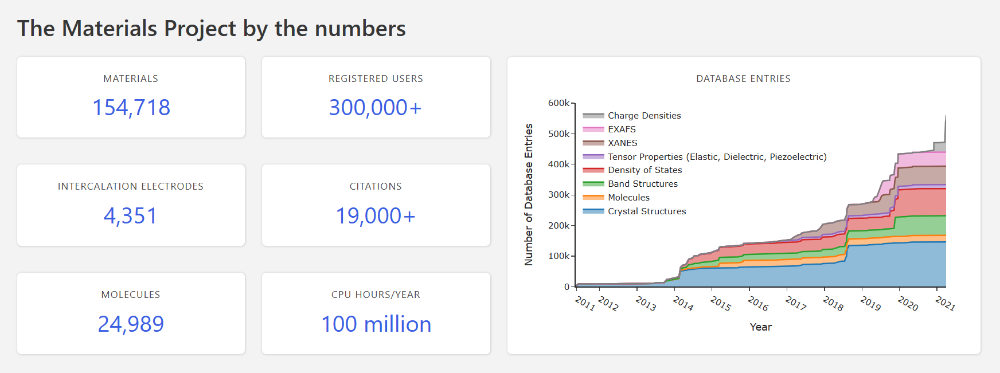 The Materials Project by the numbers
MATERIALS
154,718
REGISTERED USERS
300,000+
INTERCALATION ELECTRODES
4,351
CITATIONS
19,000+
MOLECULES
24,989
CPU HOURS/YEAR
100 million
DATABASE ENTRIES
Number of Database Entries
600k
500k
400k
300k
200k
100k
0
Charge Densities
EXAFS
XANES
Tensor Properties (Elastic, Dielectric, Piezoelectric)
Density of States
Band Structures
Molecules
Crystal Structures
2011 2012 2013 2014 2015 2016 2017 2018 2019 2020 2021
Year